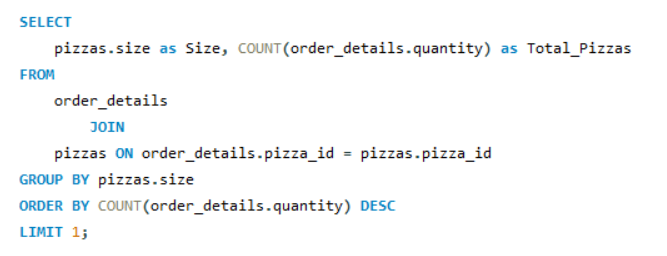 SELECT
pizzas.size as Size, COUNT(order_details.quantity) as Total_Pizzas
FROM
order_details
JOIN
pizzas ON order_details.pizza_id = pizzas.pizza_id
GROUP BY pizzas.size
ORDER BY COUNT(order_details.quantity) DESC
LIMIT 1;